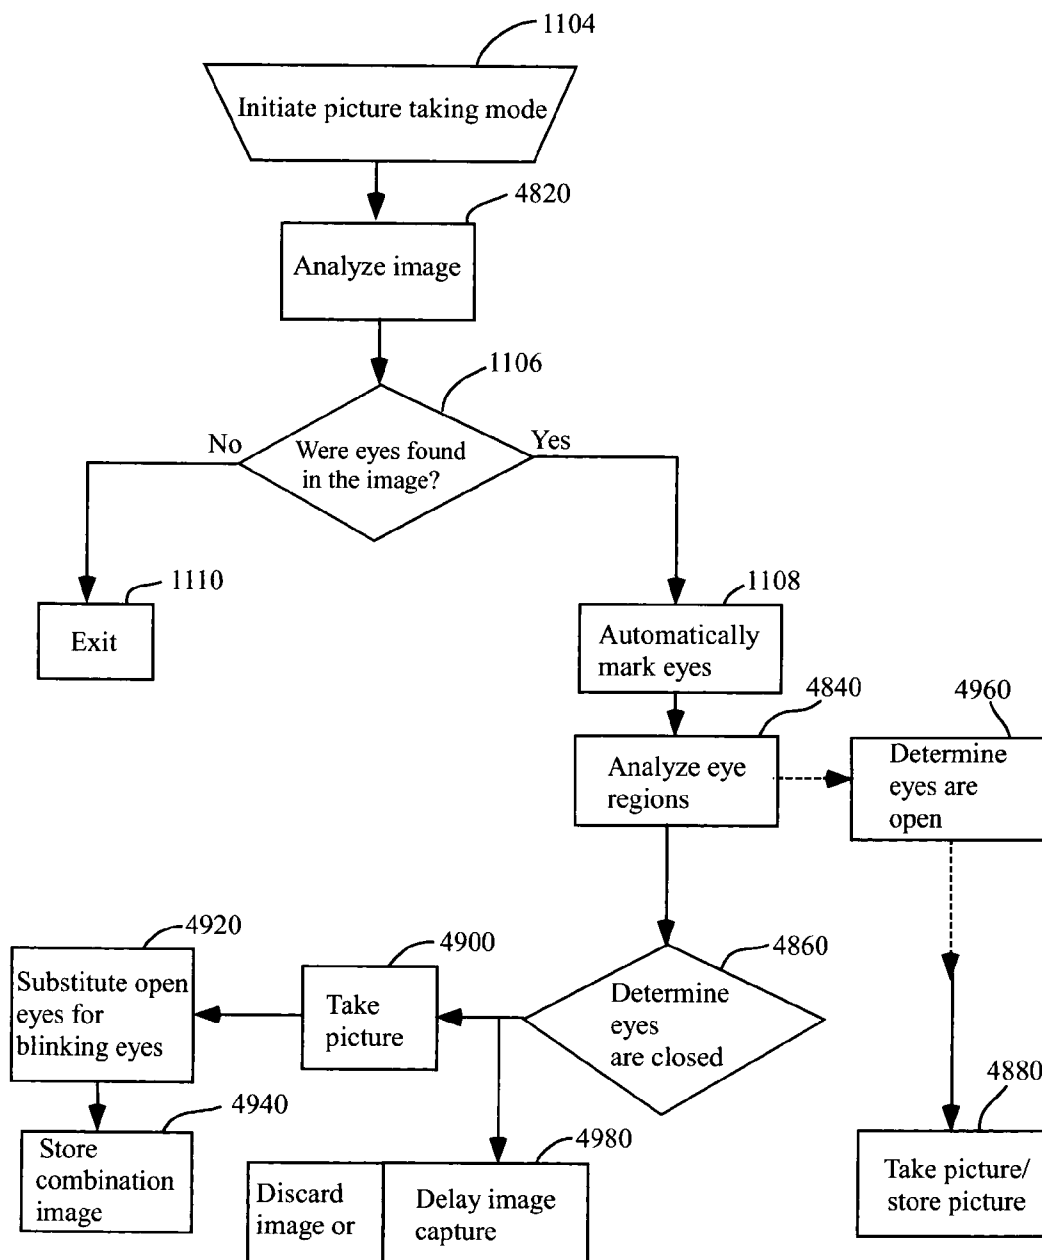 1104
Initiate picture taking mode
4820
Analyze image
1106
No
Yes
Were eyes found
in the image?
1110
Exit
1108
Automatically
mark eyes
4840
Analyze eye
regions
4960
Determine
eyes are
open
4920
Substitute open
eyes for
blinking eyes
4900
Take
picture
4860
Determine
eyes
are closed
4940
Store
combination
image
4980
Discard
image or
Delay image
capture
4880
Take picture/
store picture